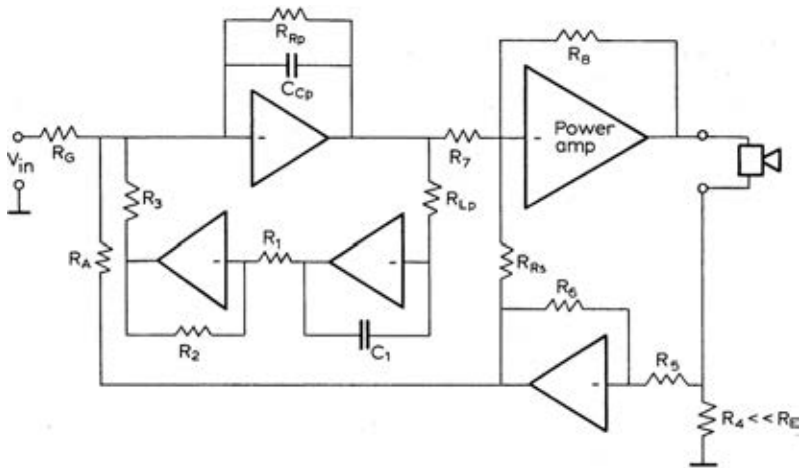 R_Rp
C_Cp
V_in
R_G
R_3
R_A
R_2
R_1
C_1
R_Lp
R_7
R_8
Power
amp
R_Rs
R_6
R_5
R_4 << R_E